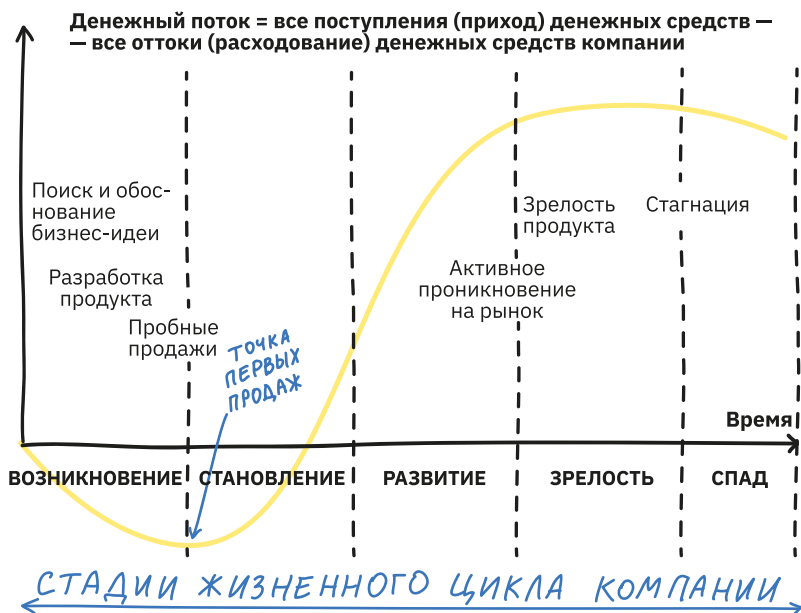 Денежный поток = все поступления (приход) денежных средств —
— все оттоки (расходование) денежных средств компании
Поиск и обос-
нование
бизнес-идеи
Разработка
продукта
Пробные
продажи
ТОЧКА
ПЕРВЫХ
ПРОДАЖ
Активное
проникновение
на рынок
Зрелость
продукта
Стагнация
Время
ВОЗНИКНОВЕНИЕ
СТАНОВЛЕНИЕ
РАЗВИТИЕ
ЗРЕЛОСТЬ
СПАД
СТАДИИ ЖИЗНЕННОГО ЦИКЛА КОМПАНИИ